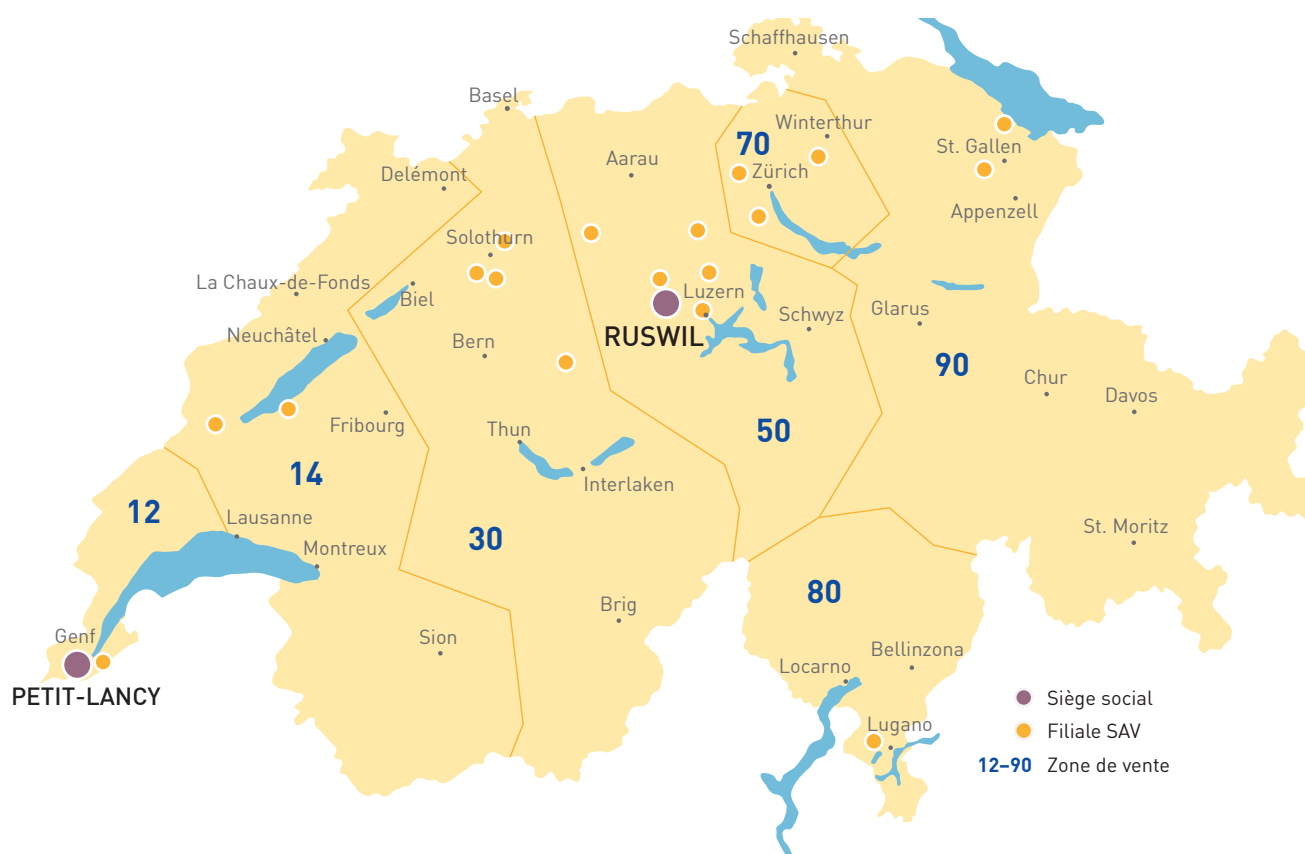 Schaffhausen
Basel
Winterthur
70
Aarau
St. Gallen
Delémont
Zürich
Appenzell
Solothurn
La Chaux-de-Fonds
Biel
Luzern
Glarus
Schwyz
Neuchâtel
RUSWIL
Bern
90
Chur
Davos
Fribourg
Thun
50
14
Interlaken
12
Lausanne
30
St. Moritz
Montreux
80
Brig
Genf
Sion
Bellinzona
Locarno
PETIT-LANCY
Siège social
Lugano
Filiale SAV
12–90 Zone de vente